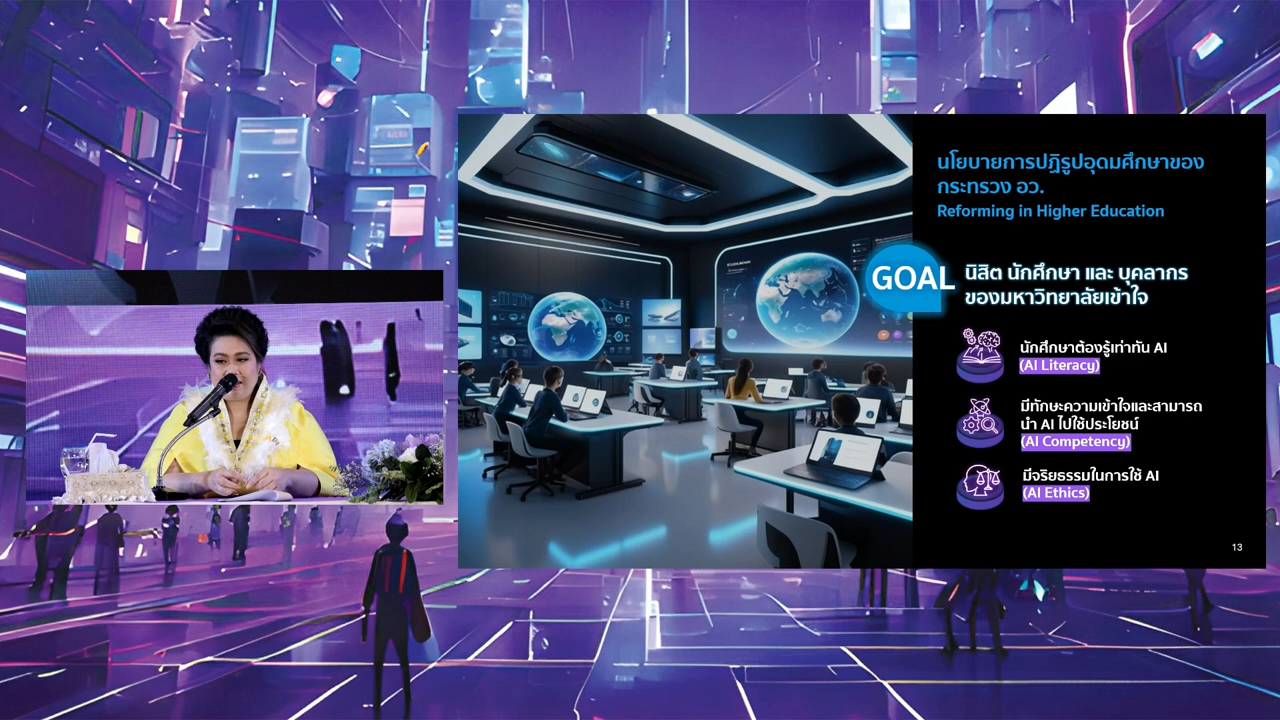 นโยบายการปฏิรูปอุดมศึกษาของ
กระทรวง อว.
Reforming in Higher Education
GOAL
นิสิต นักศึกษา และ บุคลากร
ของมหาวิทยาลัยเข้าใจ
นักศึกษาต้องรู้เท่าทัน AI
(AI Literacy)
มีทักษะความเข้าใจและสามารถ
นำ AI ไปใช้ประโยชน์
(AI Competency)
มีจริยธรรมในการใช้ AI
(AI Ethics)
13